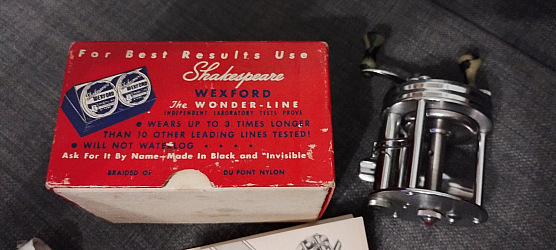 For Best Results Use
Shakespeare
WEXFORD
The WONDER-LINE
INDEPENDENT LABORATORY TESTS PROVE
• WEARS UP TO 3 TIMES LONGER
THAN 10 OTHER LEADING LINES TESTED!
• WILL NOT WATERLOG • • • •
Ask For It By Name—Made In Black and "Invisible"
BRAIDED OF DU PONT NYLON
WEXFORD